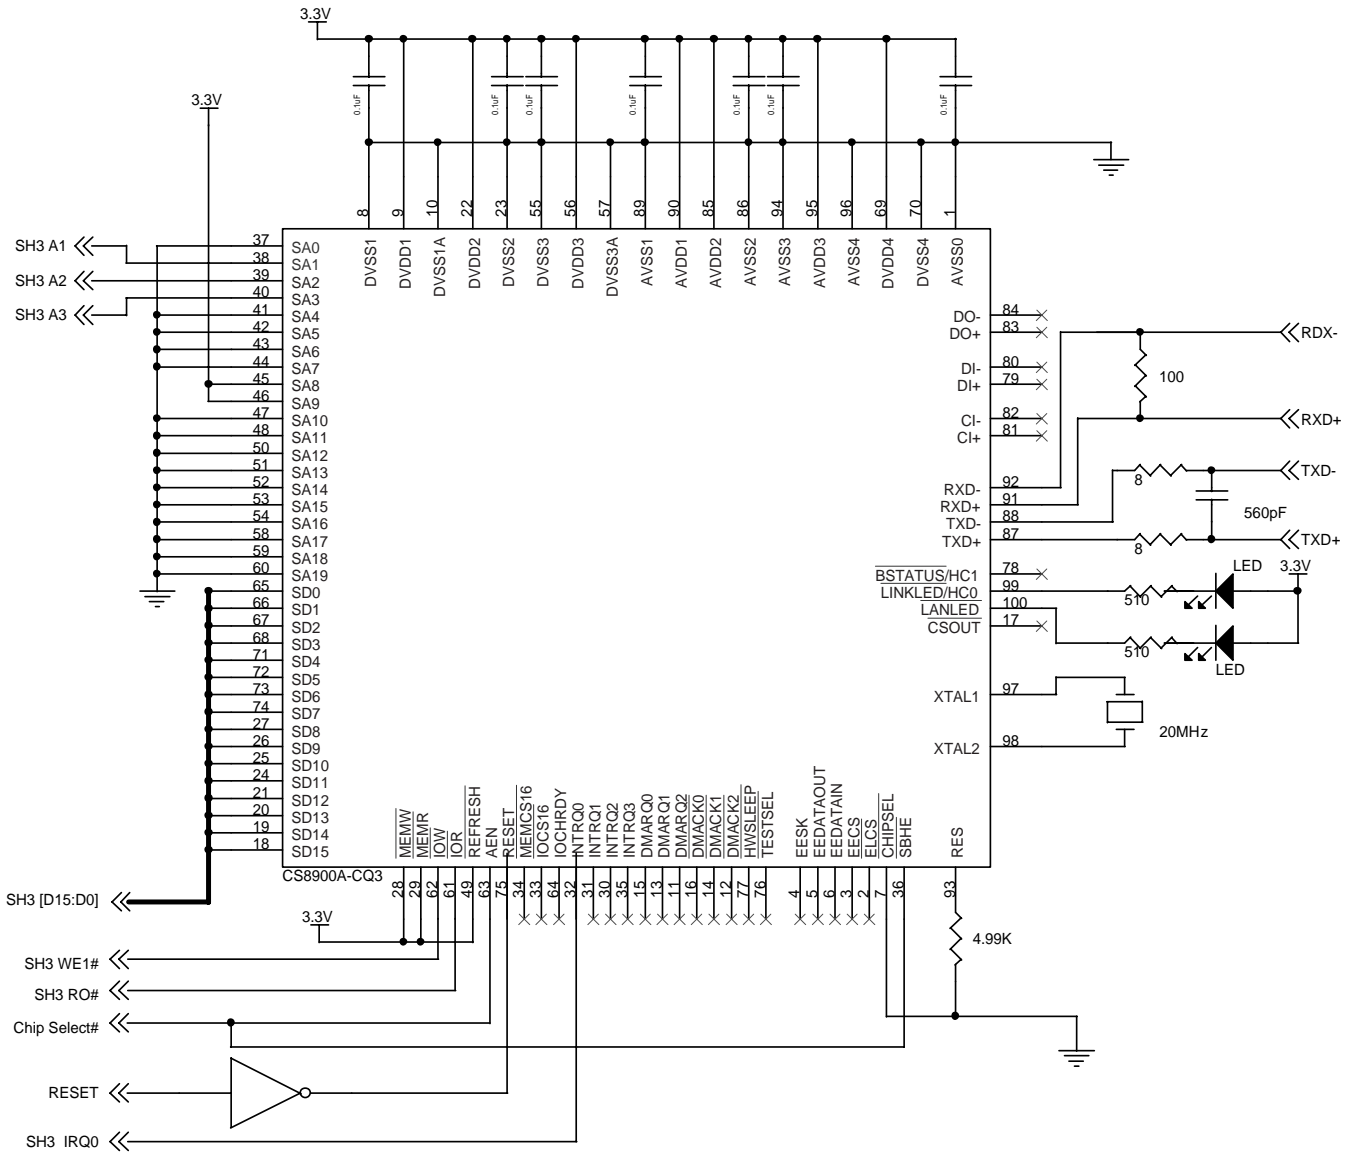 3.3V
0.1uF
0.1uF
0.1uF
0.1uF
0.1uF
0.1uF
0.1uF
3.3V
8 9 10 22 23 55 56 57 89 90 85 86 94 95 96 69 70 1
DVSS1 DVDD1 DVSS1A DVDD2 DVSS2 DVSS3 DVDD3 DVSS3A AVSS1 AVDD1 AVDD2 AVSS2 AVSS3 AVDD3 AVSS4 DVDD4 DVSS4 AVSS0
SH3 A1
SH3 A2
SH3 A3
37 SA0
38 SA1
39 SA2
40 SA3
41 SA4
42 SA5
43 SA6
44 SA7
45 SA8
46 SA9
47 SA10
48 SA11
50 SA12
51 SA13
52 SA14
53 SA15
54 SA16
58 SA17
59 SA18
60 SA19
65 SD0
66 SD1
67 SD2
68 SD3
71 SD4
72 SD5
73 SD6
74 SD7
27 SD8
26 SD9
25 SD10
24 SD11
21 SD12
20 SD13
19 SD14
18 SD15
DO- 84
DO+ 83
DI- 80
DI+ 79
CI- 82
CI+ 81
RXD- 92
RXD+ 91
TXD- 88
TXD+ 87
BSTATUS/HC1 78
LINKLED/HC0 99
LANLED 100
CSOUT 17
XTAL1 97
XTAL2 98
RDX-
100
RXD+
8
TXD-
560pF
8
TXD+
LED
3.3V
510
510
LED
20MHz
MEMW MEMR IOW IOR REFRESH AEN RESET MEMCS16 IOCS16 IOCHRDY INTRQ0 INTRQ1 INTRQ2 INTRQ3 DMARQ0 DMARQ1 DMARQ2 DMACK0 DMACK1 DMACK2 HWSLEEP TESTSEL EESK EEDATAOUT EEDATAIN EECS ELCS CHIPSEL SBHE RES
CS8900A-CQ3
28 29 62 61 49 63 75 34 33 64 32 31 30 35 15 13 11 16 14 12 77 76 4 5 6 3 2 7 36 93
SH3 [D15:D0]
3.3V
4.99K
SH3 WE1#
SH3 RO#
Chip Select#
RESET
SH3 IRQ0